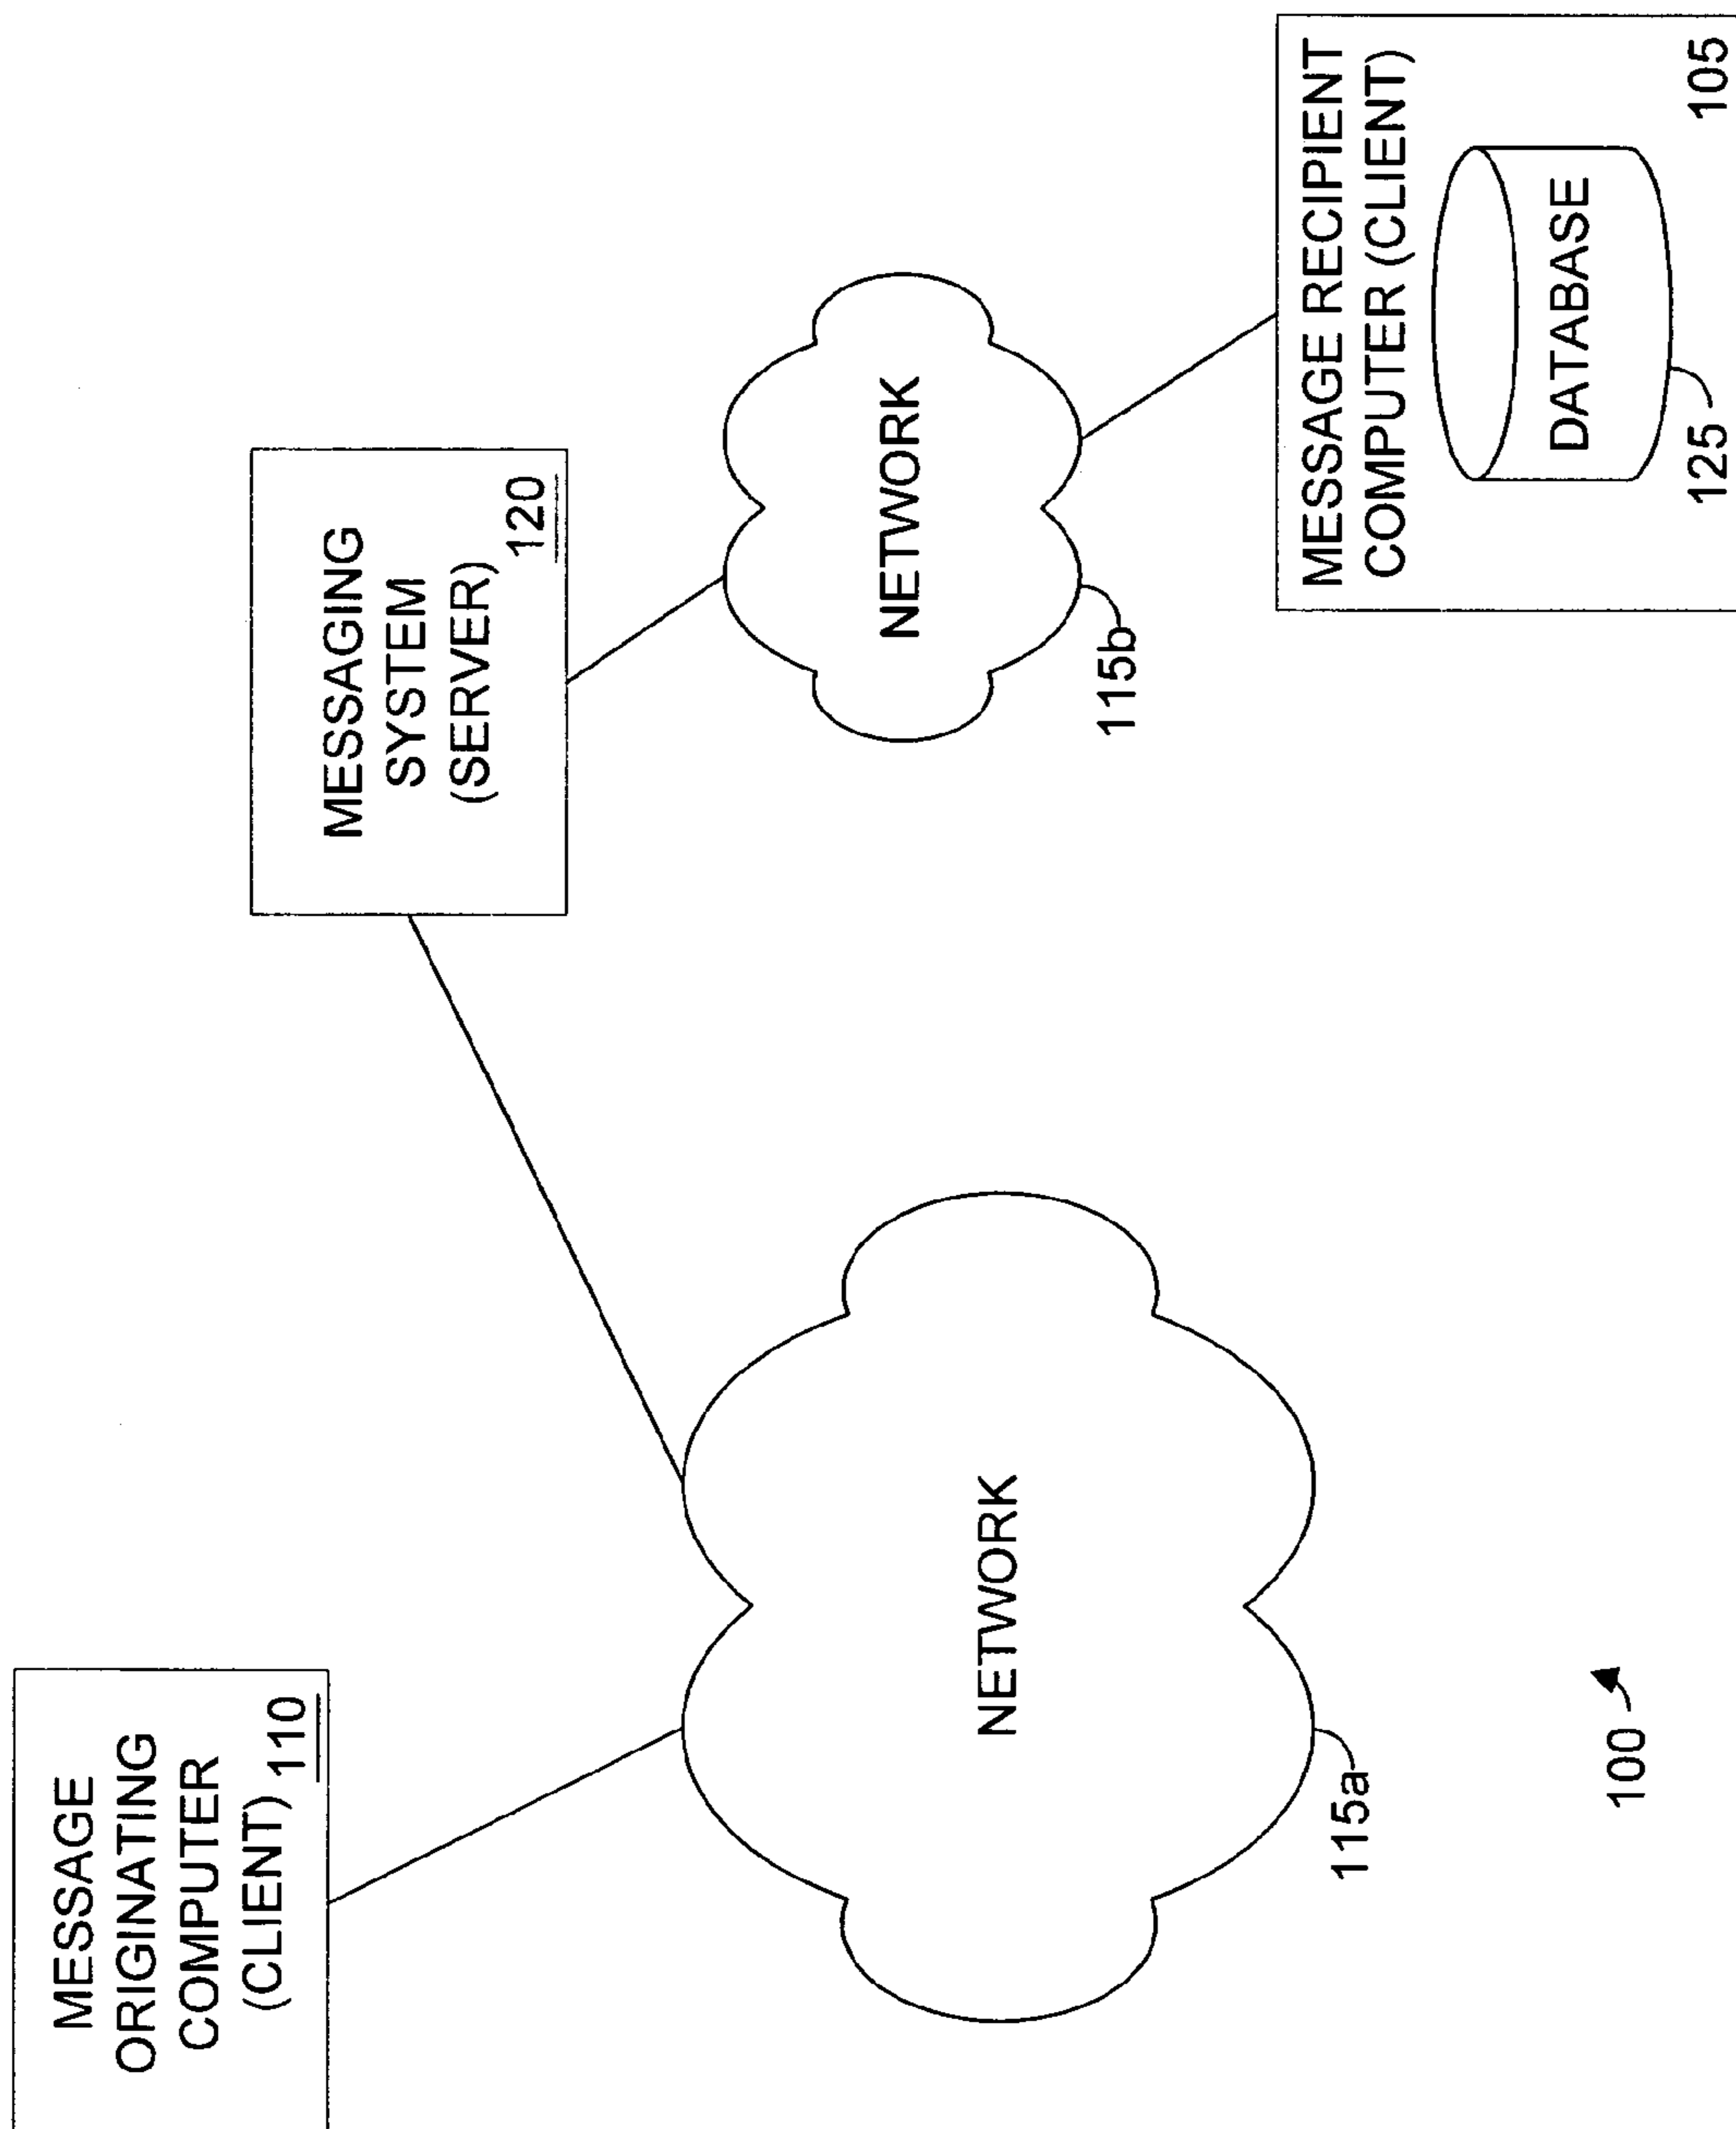 MESSAGE
ORIGINATING
COMPUTER
(CLIENT) 110
NETWORK
115a
100
MESSAGING
SYSTEM
(SERVER)
120
NETWORK
115b
MESSAGE RECIPIENT
COMPUTER (CLIENT)
DATABASE
125
105